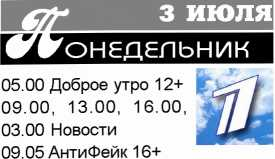 3 ИЮЛЯ
ПОНЕДЕЛЬНИК
05.00 Доброе утро 12+
09.00, 13.00, 16.00,
03.00 Новости
09.05 АнтиФейк 16+
1